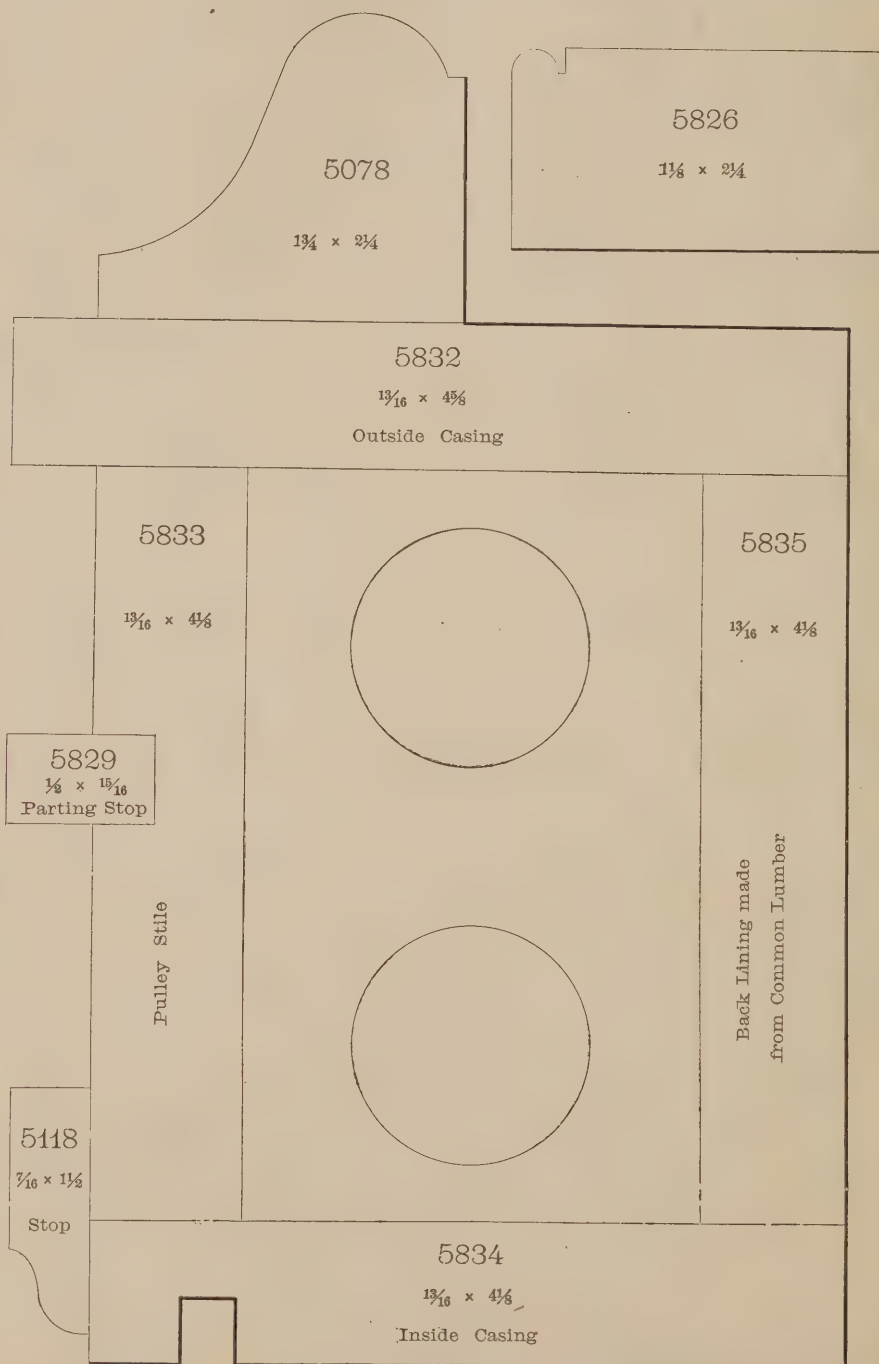 5078
1¾ × 2¼
5826
1⅛ × 2¼
5832
13/16 × 4⅝
Outside Casing
5833
13/16 × 4⅛
5835
13/16 × 4⅛
5829
½ × 15/16
Parting Stop
Pulley Stile
Back Lining made
from Common Lumber
5118
7/16 × 1½
Stop
5834
13/16 × 4⅛
Inside Casing